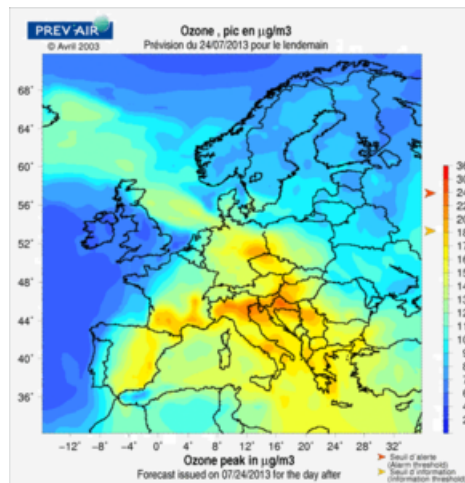 PREV'AIR
© Avril 2003
Ozone , pic en µg/m3
Prévision du 24/07/2013 pour le lendemain
68°
64°
60°
56°
52°
48°
44°
40°
36°
-12° -8° -4° 0° 4° 8° 12° 16° 20° 24° 28° 32°
Ozone peak in µg/m3
Forecast issued on 07/24/2013 for the day after
Seuil d'alerte
(Alarm threshold)
Seuil d'information
(Information threshold)